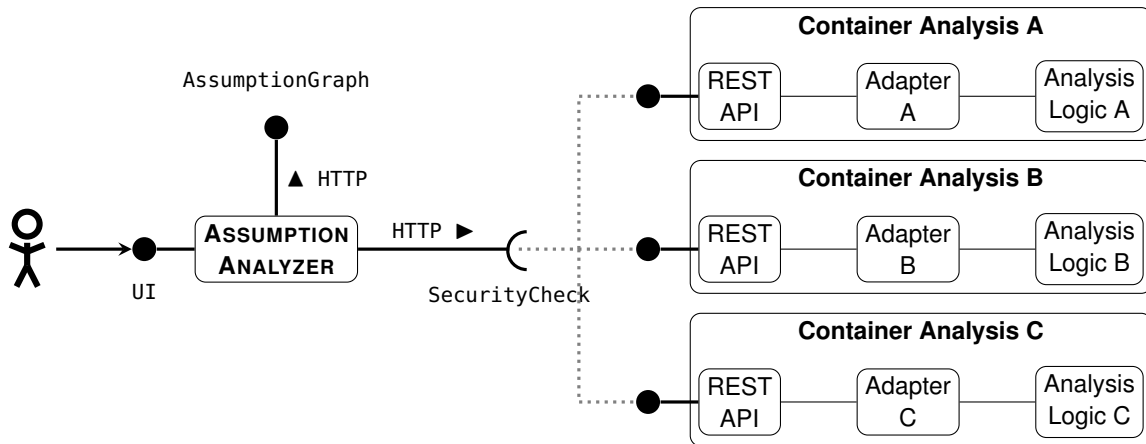 AssumptionGraph
▲ HTTP
UI
ASSUMPTION
ANALYZER
HTTP ►
SecurityCheck
Container Analysis A
REST
API
Adapter
A
Analysis
Logic A
Container Analysis B
REST
API
Adapter
B
Analysis
Logic B
Container Analysis C
REST
API
Adapter
C
Analysis
Logic C